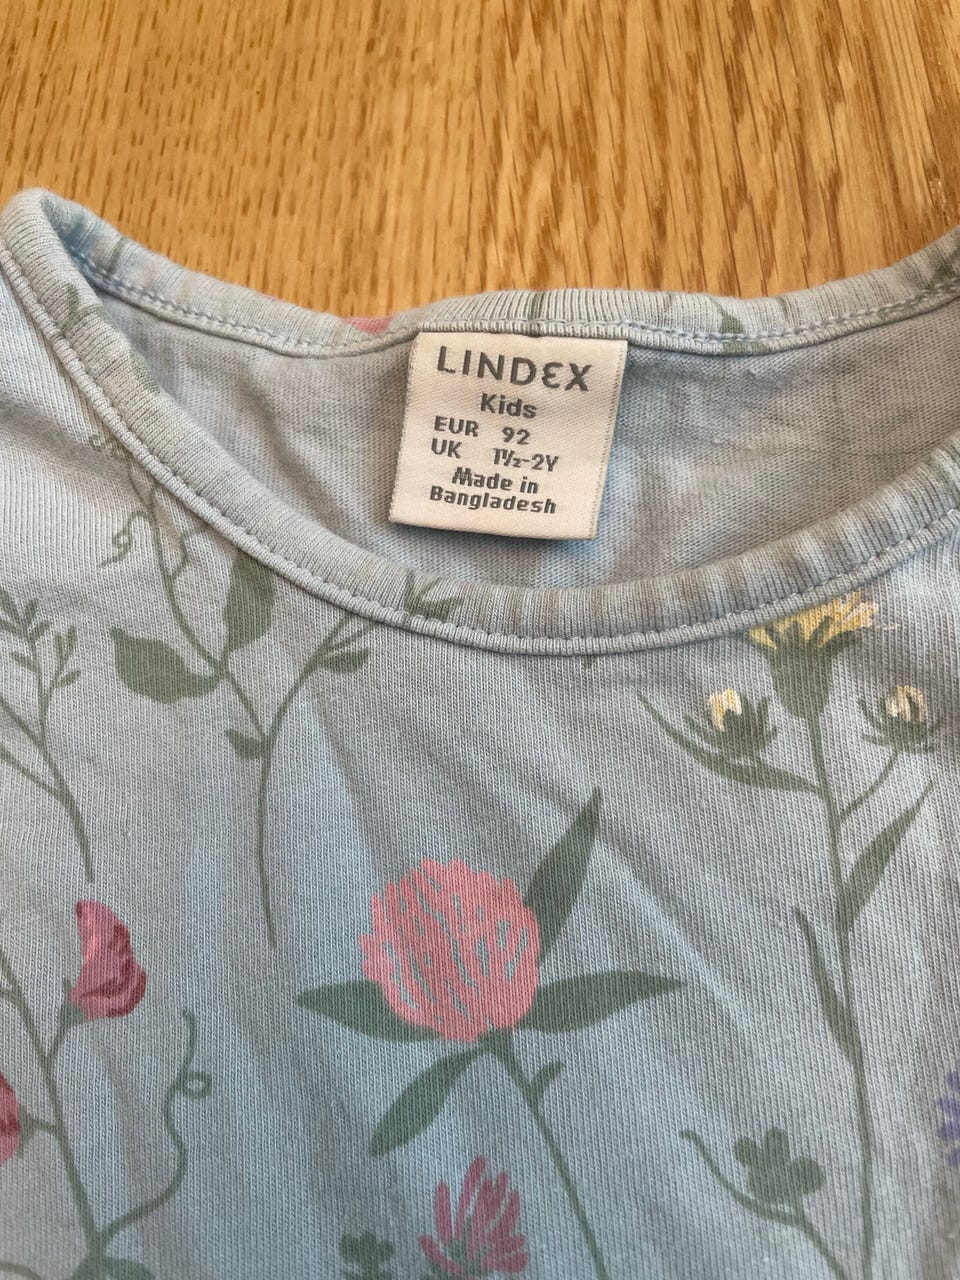 LINDEX
Kids
EUR 92
UK 1½-2Y
Made in
Bangladesh